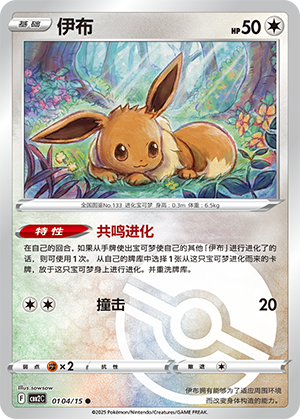 基础 伊布 HP50
全国图鉴No.133 进化宝可梦 身高：0.3m 体重：6.5kg
特性 共鸣进化
在自己的回合，如果从手牌使出宝可梦使自己的其他「伊布」进行进化了的
话，则可使用1次。从自己的牌库中选择1张从这只宝可梦进化而来的卡
牌，放于这只宝可梦身上进行进化。并重洗牌库。
撞击 20
弱点 ×2 抵抗力 撤退
Illus.sowsow
F CBB2C 0104/15
伊布拥有能够为了适应周围环境
而改变身体构造的能力。
©2025 Pokémon/Nintendo/Creatures/GAME FREAK.